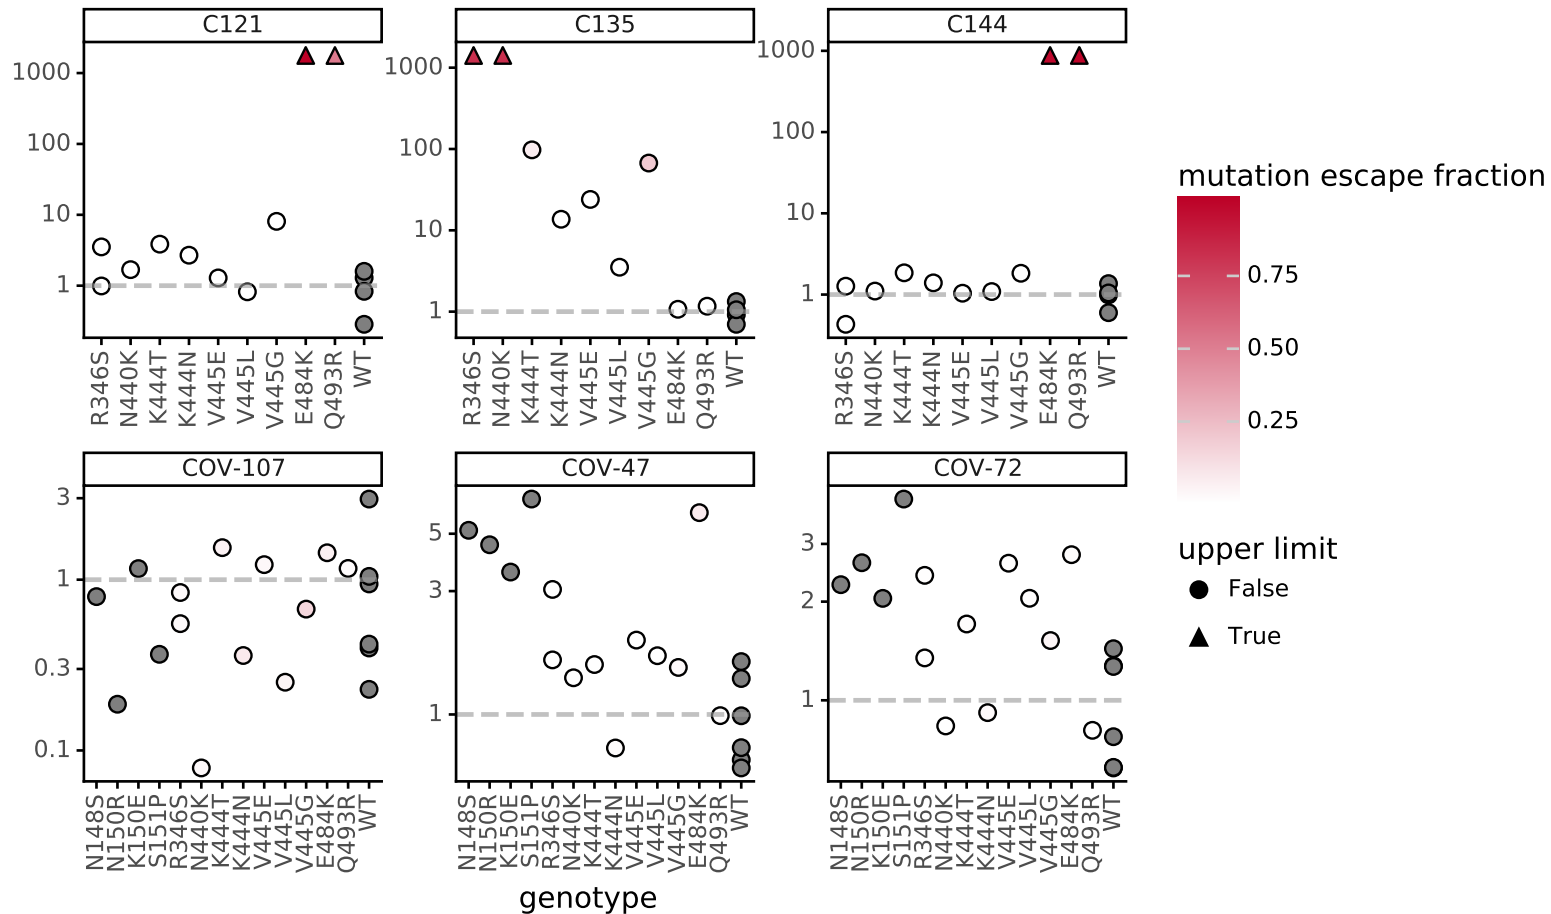 C121
C135
C144
1000
100
10
1
1000
100
10
1
1000
100
10
1
R346S
N440K
K444T
K444N
V445E
V445L
V445G
E484K
Q493R
WT
R346S
N440K
K444T
K444N
V445E
V445L
V445G
E484K
Q493R
WT
R346S
N440K
K444T
K444N
V445E
V445L
V445G
E484K
Q493R
WT
COV-107
COV-47
COV-72
3
1
0.3
0.1
5
3
1
3
2
1
N148S
N150R
K150E
S151P
R346S
N440K
K444T
K444N
V445E
V445L
V445G
E484K
Q493R
WT
N148S
N150R
K150E
S151P
R346S
N440K
K444T
K444N
V445E
V445L
V445G
E484K
Q493R
WT
N148S
N150R
K150E
S151P
R346S
N440K
K444T
K444N
V445E
V445L
V445G
E484K
Q493R
WT
genotype
mutation escape fraction
0.75
0.50
0.25
upper limit
False
True